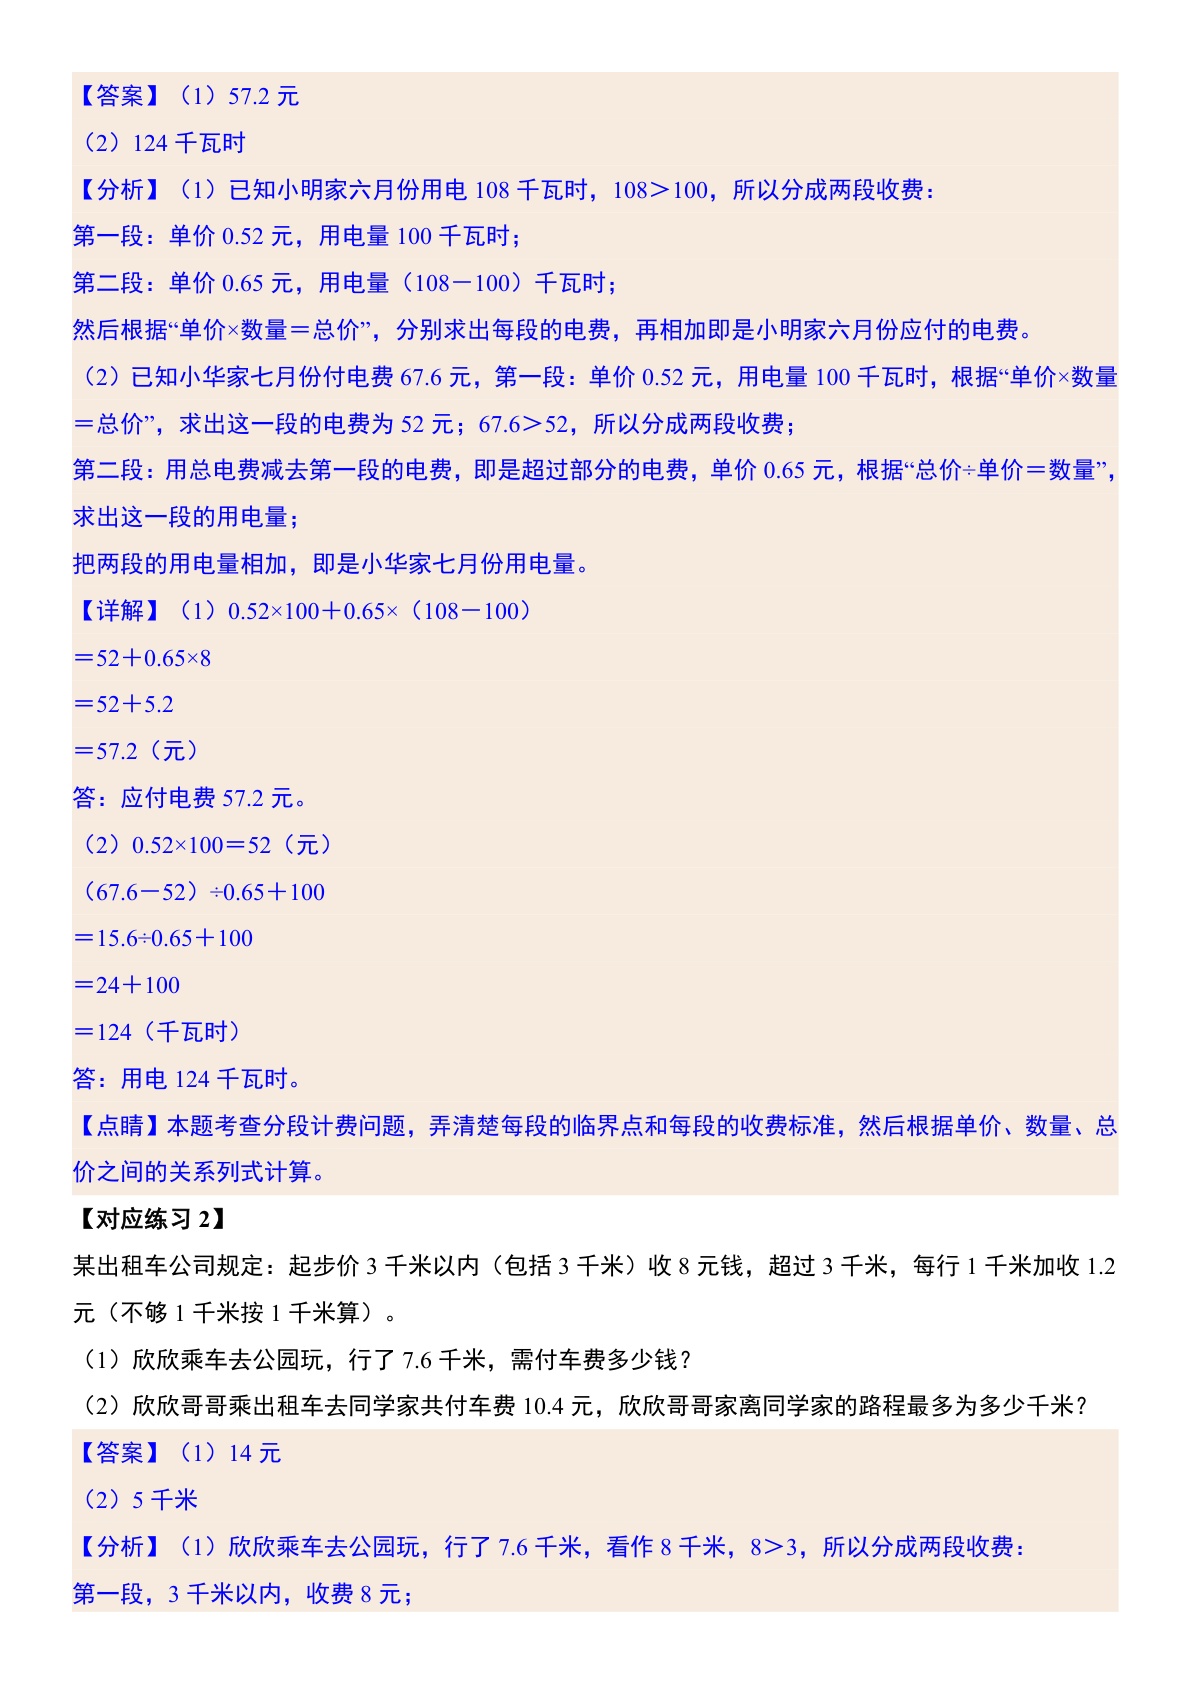 【答案】（1）57.2 元
（2）124 千瓦时
【分析】（1）已知小明家六月份用电 108 千瓦时，108＞100，所以分成两段收费：
第一段：单价 0.52 元，用电量 100 千瓦时；
第二段：单价 0.65 元，用电量（108－100）千瓦时；
然后根据“单价×数量＝总价”，分别求出每段的电费，再相加即是小明家六月份应付的电费。
（2）已知小华家七月份付电费 67.6 元，第一段：单价 0.52 元，用电量 100 千瓦时，根据“单价×数量
＝总价”，求出这一段的电费为 52 元；67.6＞52，所以分成两段收费；
第二段：用总电费减去第一段的电费，即是超过部分的电费，单价 0.65 元，根据“总价÷单价＝数量”，
求出这一段的用电量；
把两段的用电量相加，即是小华家七月份用电量。
【详解】（1）0.52×100＋0.65×（108－100）
＝52＋0.65×8
＝52＋5.2
＝57.2（元）
答：应付电费 57.2 元。
（2）0.52×100＝52（元）
（67.6－52）÷0.65＋100
＝15.6÷0.65＋100
＝24＋100
＝124（千瓦时）
答：用电 124 千瓦时。
【点睛】本题考查分段计费问题，弄清楚每段的临界点和每段的收费标准，然后根据单价、数量、总
价之间的关系列式计算。
【对应练习 2】
某出租车公司规定：起步价 3 千米以内（包括 3 千米）收 8 元钱，超过 3 千米，每行 1 千米加收 1.2
元（不够 1 千米按 1 千米算）。
（1）欣欣乘车去公园玩，行了 7.6 千米，需付车费多少钱？
（2）欣欣哥哥乘出租车去同学家共付车费 10.4 元，欣欣哥哥家离同学家的路程最多为多少千米？
【答案】（1）14 元
（2）5 千米
【分析】（1）欣欣乘车去公园玩，行了 7.6 千米，看作 8 千米，8＞3，所以分成两段收费：
第一段，3 千米以内，收费 8 元；